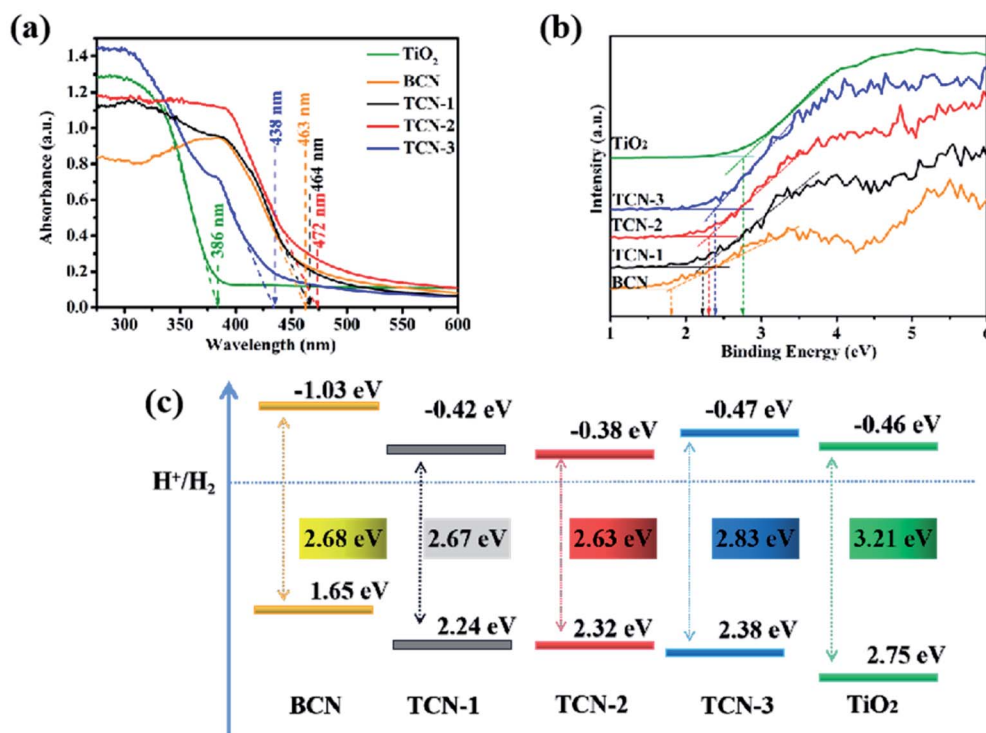 (a)
1.4
1.2
1.0
0.8
0.6
0.4
0.2
0.0
Absorbance (a.u.)
300 350 400 450 500 550 600
Wavelength (nm)
TiO₂
BCN
TCN-1
TCN-2
TCN-3
386 nm
438 nm
463 nm
464 nm
472 nm
(b)
Intensity (a.u.)
TiO₂
TCN-3
TCN-2
TCN-1
BCN
1 2 3 4 5 6
Binding Energy (eV)
(c)
H⁺/H₂
-1.03 eV
-0.42 eV
-0.38 eV
-0.47 eV
-0.46 eV
2.68 eV
2.67 eV
2.63 eV
2.83 eV
3.21 eV
1.65 eV
2.24 eV
2.32 eV
2.38 eV
2.75 eV
BCN
TCN-1
TCN-2
TCN-3
TiO₂